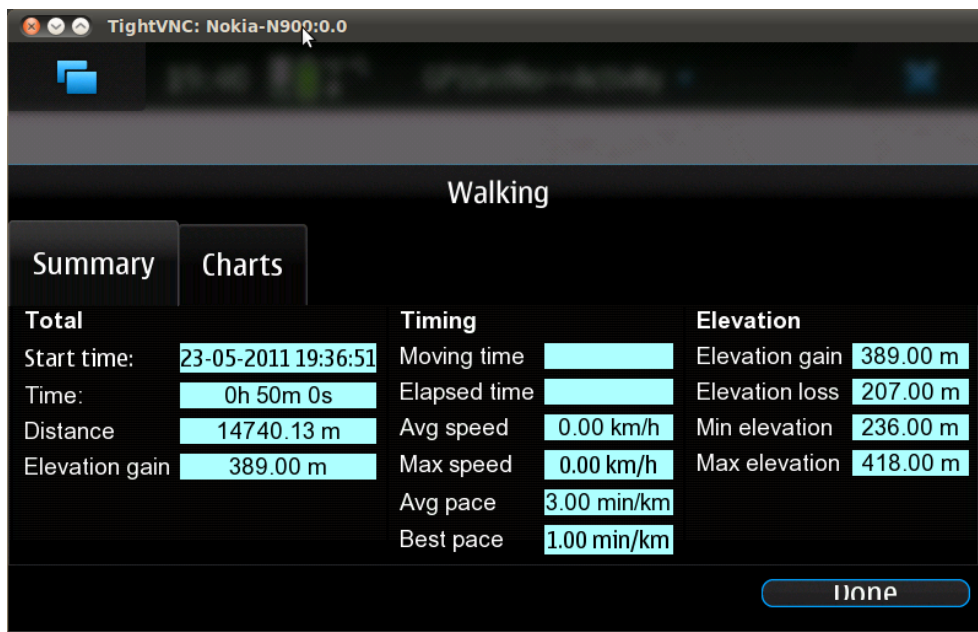 TightVNC: Nokia-N900:0.0
Walking
Summary Charts
Total Timing Elevation
Start time: 23-05-2011 19:36:51 Moving time Elevation gain 389.00 m
Time: 0h 50m 0s Elapsed time Elevation loss 207.00 m
Distance 14740.13 m Avg speed 0.00 km/h Min elevation 236.00 m
Elevation gain 389.00 m Max speed 0.00 km/h Max elevation 418.00 m
Avg pace 3.00 min/km
Best pace 1.00 min/km
Done